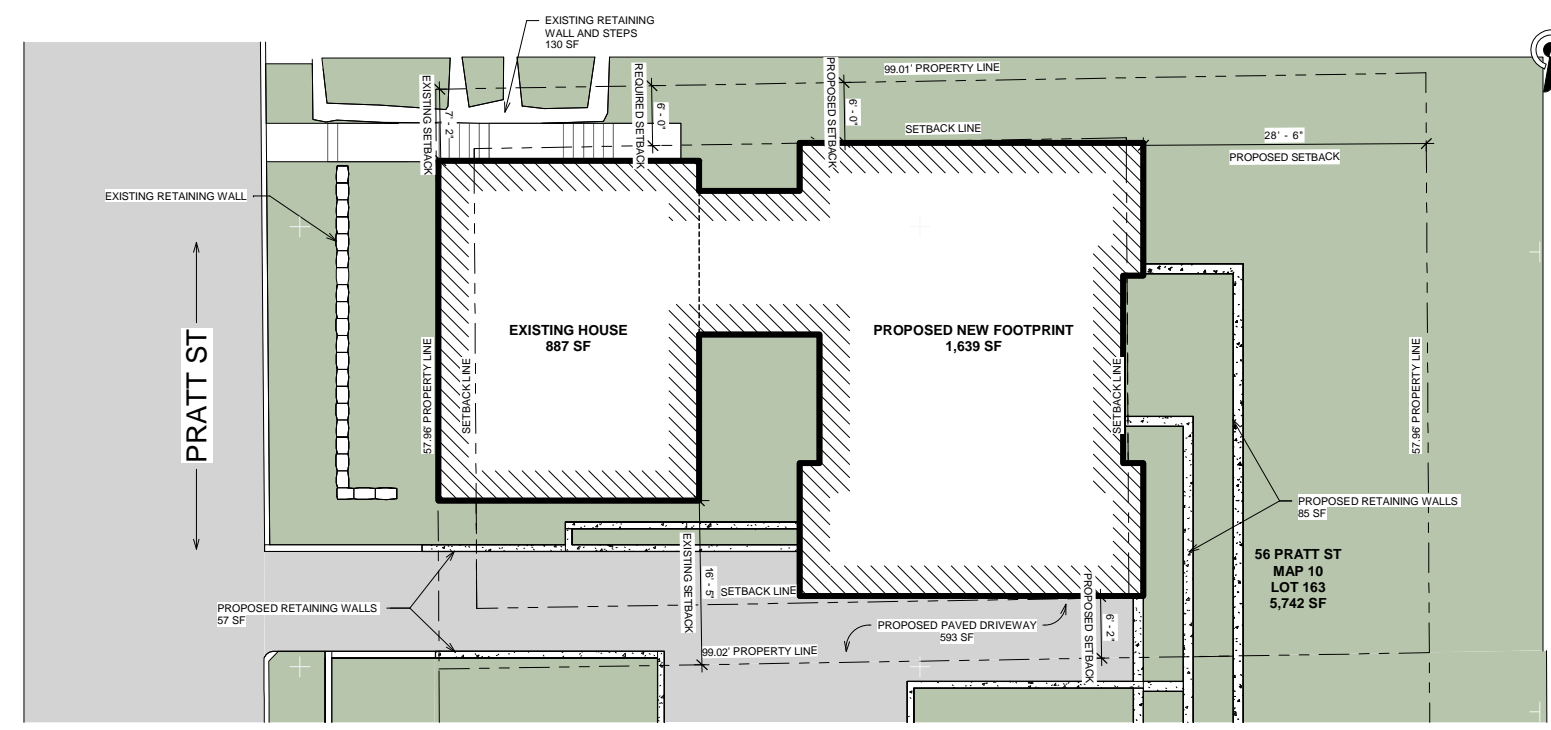 EXISTING RETAINING
WALL AND STEPS
130 SF
99.01' PROPERTY LINE
EXISTING SETBACK
7' - 2"
REQUIRED SETBACK
6' - 0"
PROPOSED SETBACK
6' - 0"
SETBACK LINE
28' - 6"
PROPOSED SETBACK
EXISTING RETAINING WALL
PRATT ST
57.96' PROPERTY LINE
SETBACK LINE
EXISTING HOUSE
887 SF
PROPOSED NEW FOOTPRINT
1,639 SF
SETBACK LINE
57.96' PROPERTY LINE
PROPOSED RETAINING WALLS
85 SF
56 PRATT ST
MAP 10
LOT 163
5,742 SF
EXISTING SETBACK
16' - 5"
SETBACK LINE
PROPOSED RETAINING WALLS
57 SF
PROPOSED PAVED DRIVEWAY
593 SF
PROPOSED SETBACK
6' - 2"
99.02' PROPERTY LINE